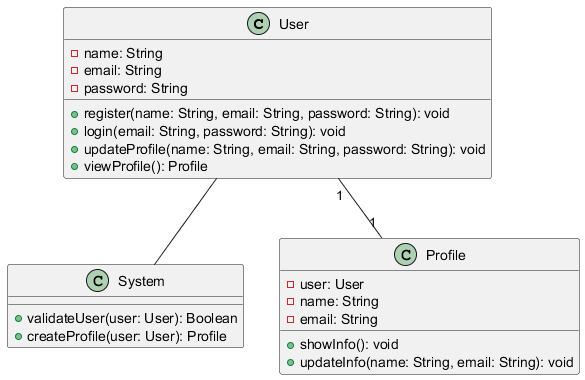 C User
name: String
email: String
password: String
register(name: String, email: String, password: String): void
login(email: String, password: String): void
updateProfile(name: String, email: String, password: String): void
viewProfile(): Profile
1
1
C System
validateUser(user: User): Boolean
createProfile(user: User): Profile
C Profile
user: User
name: String
email: String
showInfo(): void
updateInfo(name: String, email: String): void